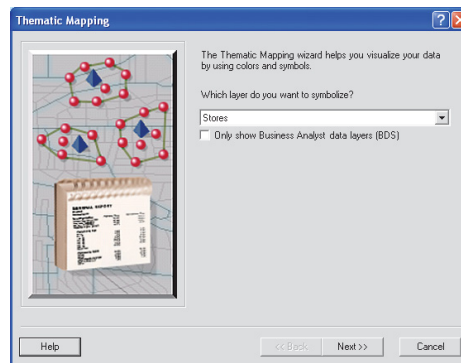 Thematic Mapping
The Thematic Mapping wizard helps you visualize your data
by using colors and symbols.
Which layer do you want to symbolize?
Stores
Only show Business Analyst data layers (BDS)
Help
<< Back
Next >>
Cancel